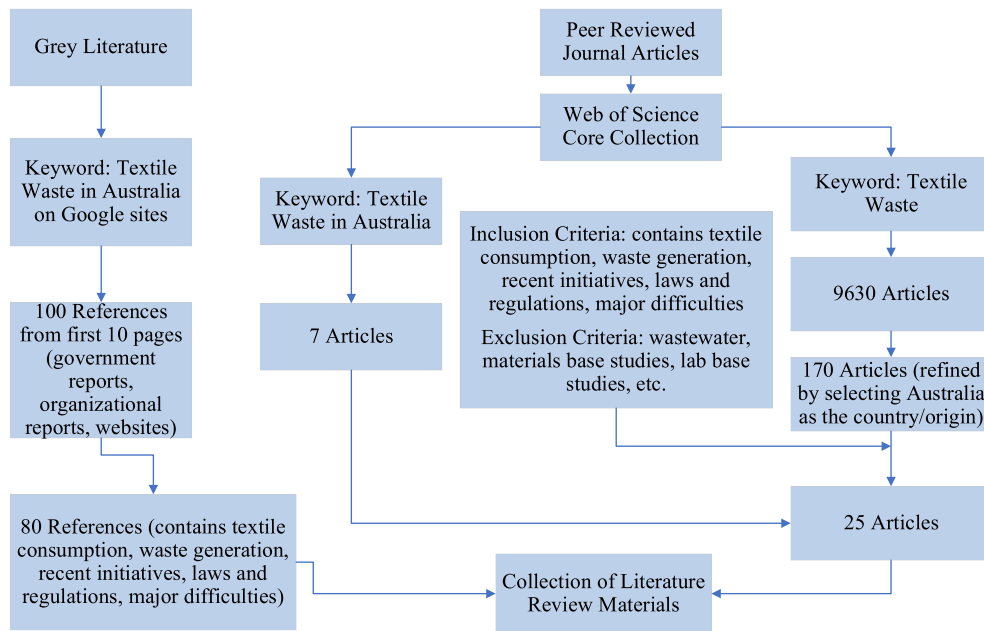 Grey Literature
Keyword: Textile
Waste in Australia
on Google sites
100 References
from first 10 pages
(government
reports,
organizational
reports, websites)
80 References (contains textile
consumption, waste generation,
recent initiatives, laws and
regulations, major difficulties)
Peer Reviewed
Journal Articles
Web of Science
Core Collection
Keyword: Textile
Waste in Australia
7 Articles
Inclusion Criteria: contains textile
consumption, waste generation,
recent initiatives, laws and
regulations, major difficulties
Exclusion Criteria: wastewater,
materials base studies, lab base
studies, etc.
Keyword: Textile
Waste
9630 Articles
170 Articles (refined
by selecting Australia
as the country/origin)
25 Articles
Collection of Literature
Review Materials